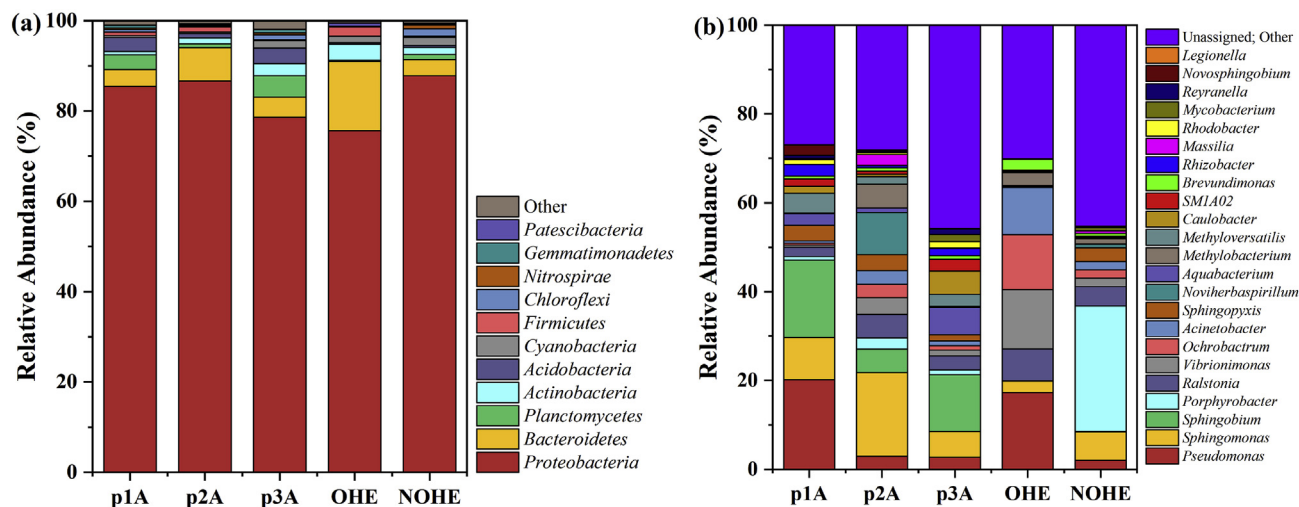 (a)
Relative Abundance (%)
100
80
60
40
20
0
p1A p2A p3A OHE NOHE
Other
Patescibacteria
Gemmatimonadetes
Nitrospirae
Chloroflexi
Firmicutes
Cyanobacteria
Acidobacteria
Actinobacteria
Planctomycetes
Bacteroidetes
Proteobacteria
(b)
Relative Abundance (%)
100
80
60
40
20
0
p1A p2A p3A OHE NOHE
Unassigned; Other
Legionella
Novosphingobium
Reyranella
Mycobacterium
Rhodobacter
Massilia
Rhizobacter
Brevundimonas
SM1A02
Caulobacter
Methyloversatilis
Methylobacterium
Aquabacterium
Noviherbaspirillum
Sphingopyxis
Acinetobacter
Ochrobactrum
Vibrionimonas
Ralstonia
Porphyrobacter
Sphingobium
Sphingomonas
Pseudomonas